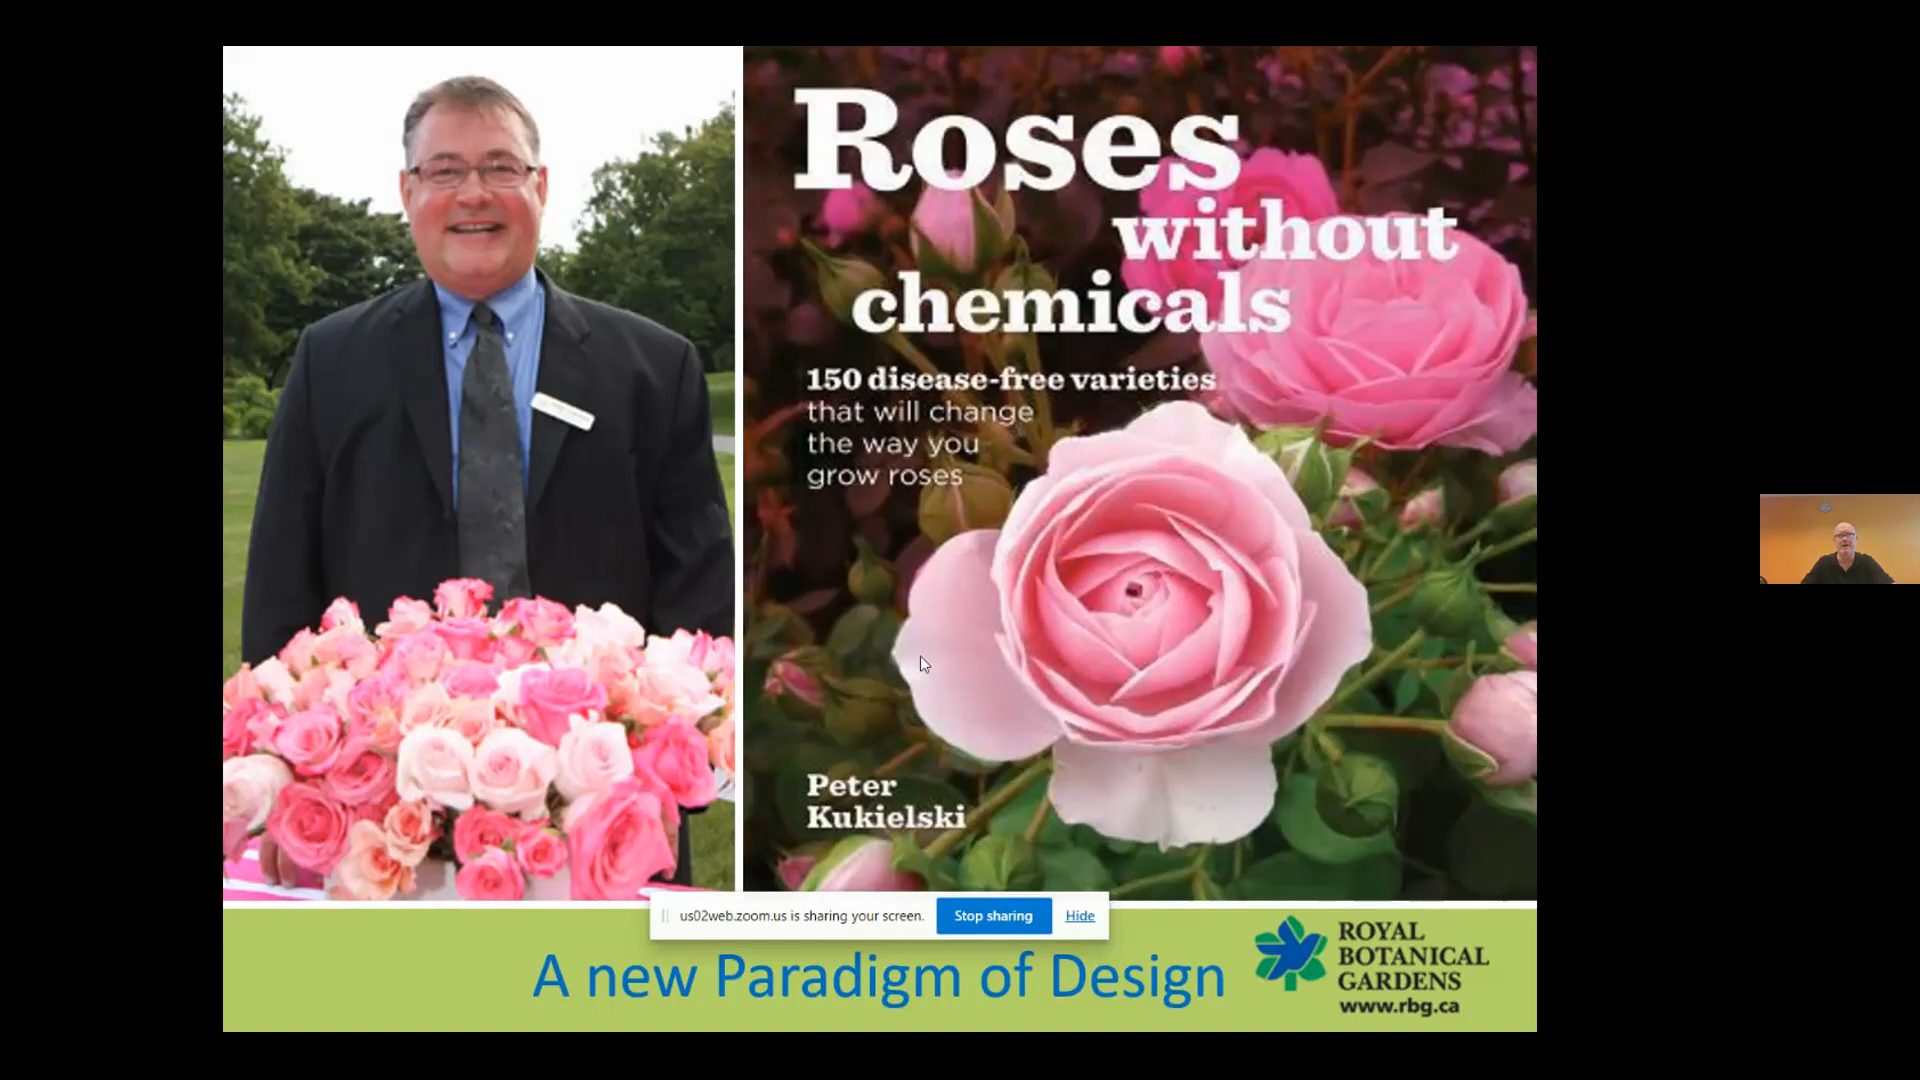 Roses
without
chemicals
150 disease-free varieties
that will change
the way you
grow roses
Peter
Kukielski
us02web.zoom.us is sharing your screen.
Stop sharing
Hide
A new Paradigm of Design
ROYAL
BOTANICAL
GARDENS
www.rbg.ca